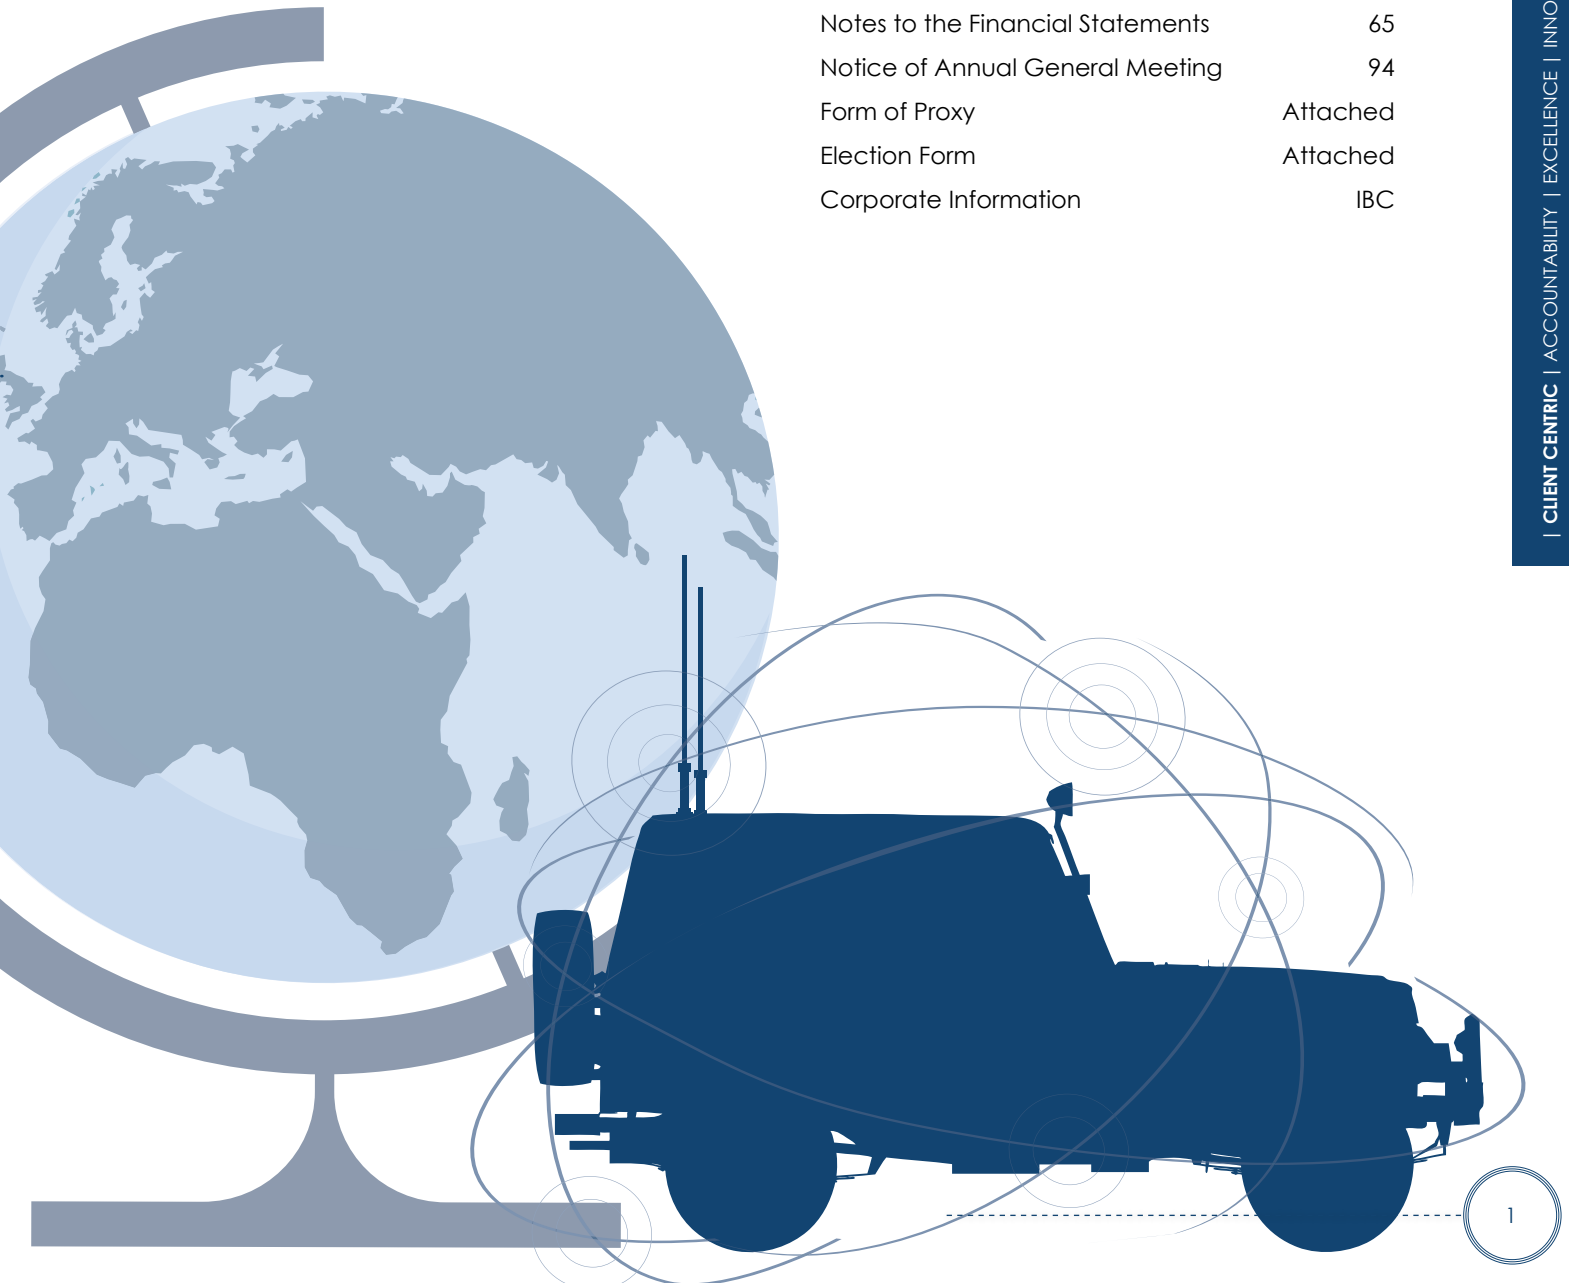 Notes to the Financial Statements 65
Notice of Annual General Meeting 94
Form of Proxy Attached
Election Form Attached
Corporate Information IBC
| CLIENT CENTRIC | ACCOUNTABILITY | EXCELLENCE | INNO
1